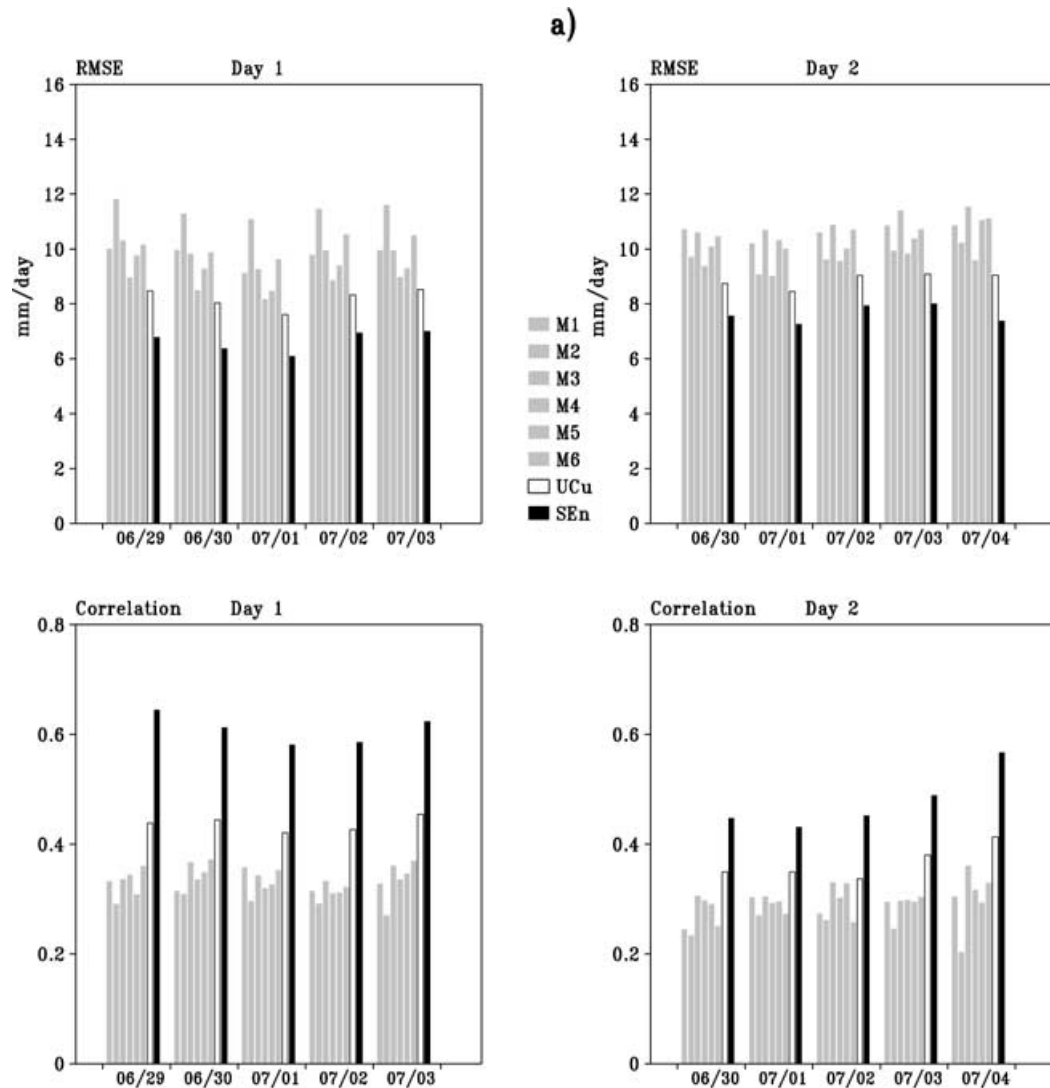 a)
RMSE Day 1
16
14
12
10
8
6
4
2
0
mm/day
06/29 06/30 07/01 07/02 07/03
M1
M2
M3
M4
M5
M6
UCu
SEn
RMSE Day 2
16
14
12
10
8
6
4
2
0
mm/day
06/30 07/01 07/02 07/03 07/04
Correlation Day 1
0.8
0.6
0.4
0.2
0
06/29 06/30 07/01 07/02 07/03
Correlation Day 2
0.8
0.6
0.4
0.2
0
06/30 07/01 07/02 07/03 07/04